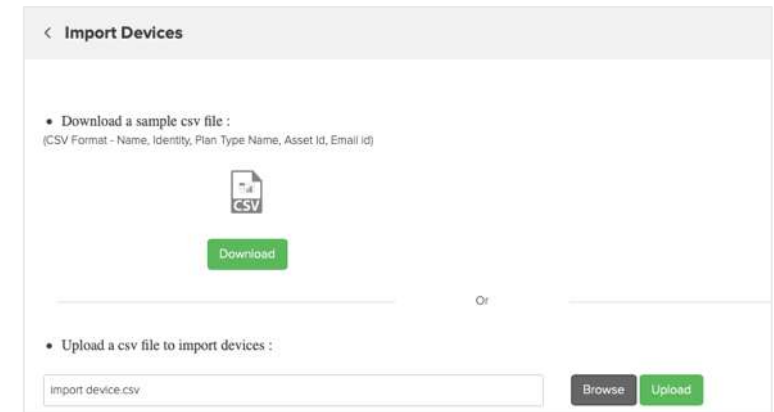 < Import Devices
• Download a sample csv file :
(CSV Format - Name, Identity, Plan Type Name, Asset Id, Email id)
CSV
Download
Or
• Upload a csv file to import devices :
import device.csv Browse Upload